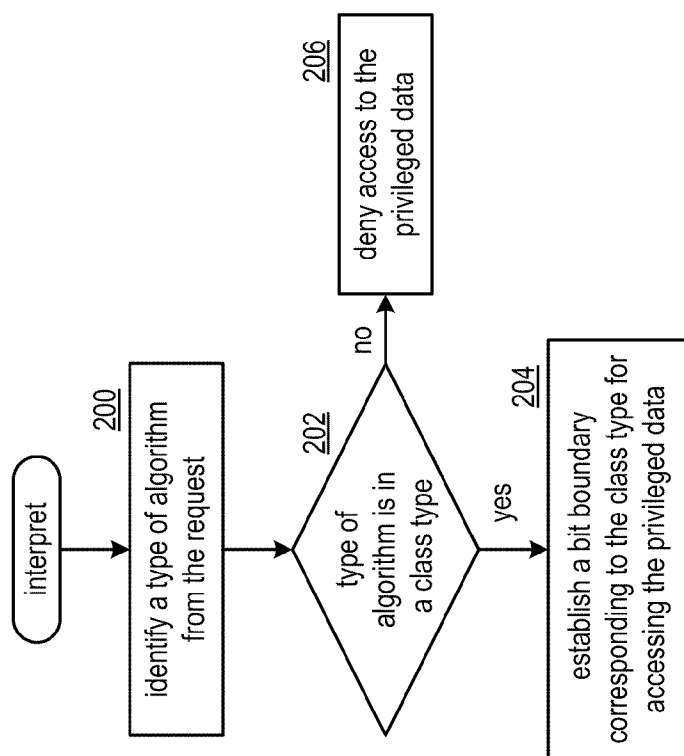 interpret
200
identify a type of algorithm
from the request
202
type of
algorithm is in
a class type
no
206
deny access to the
privileged data
yes
204
establish a bit boundary
corresponding to the class type for
accessing the privileged data